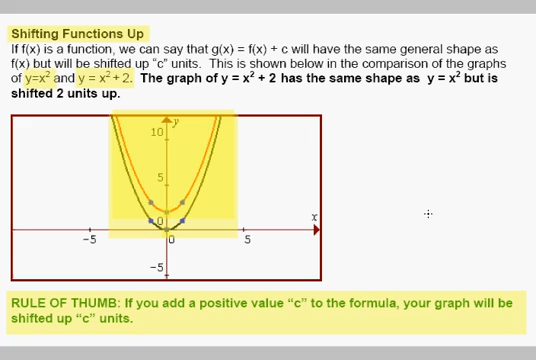 Shifting Functions Up
If f(x) is a function, we can say that g(x) = f(x) + c will have the same general shape as
f(x) but will be shifted up "c" units. This is shown below in the comparison of the graphs
of y=x² and y = x² + 2. The graph of y = x² + 2 has the same shape as y = x² but is
shifted 2 units up.
y
10
5
0
x
-5
0
5
-5
RULE OF THUMB: If you add a positive value "c" to the formula, your graph will be
shifted up "c" units.